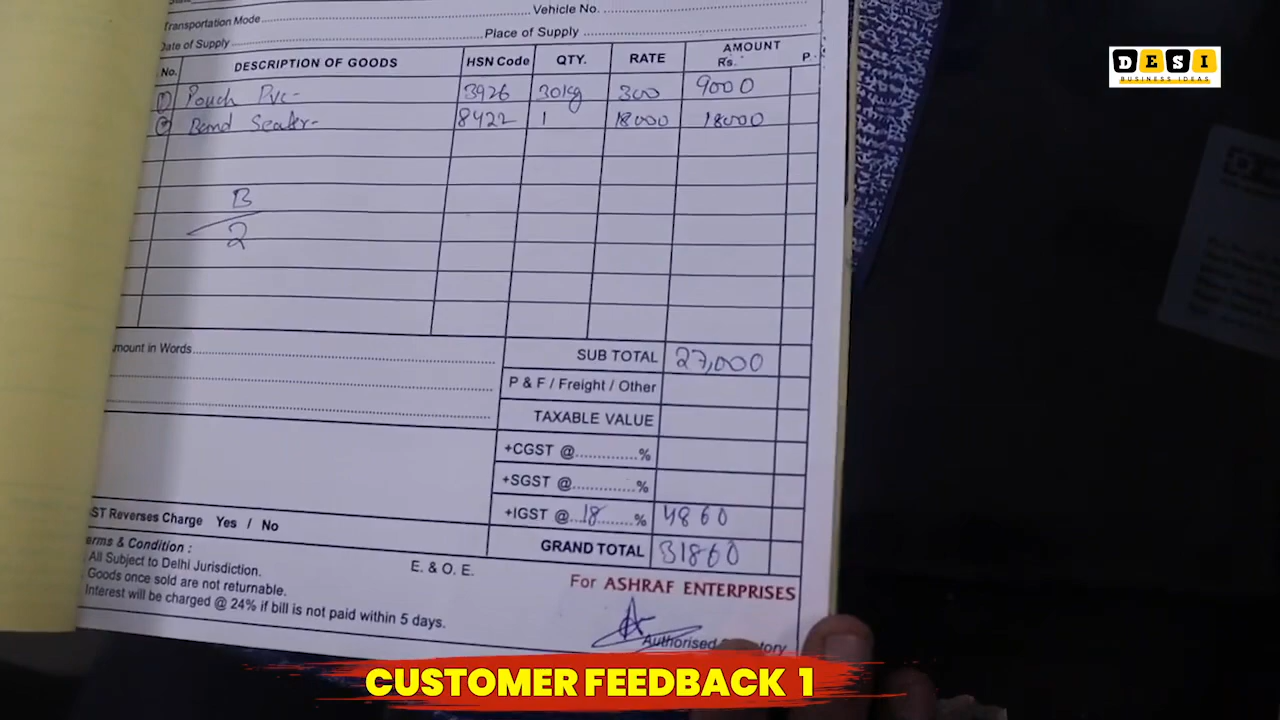 Transportation Mode
Vehicle No.
Date of Supply
Place of Supply
No. DESCRIPTION OF GOODS HSN Code QTY. RATE AMOUNT Rs. P.
① Pouch Pvc- 3926 30kg 300 9000
② Band Sealer- 8422 1 18000 18000
B
2
Amount in Words
SUB TOTAL 27,000
P & F / Freight / Other
TAXABLE VALUE
+CGST @.............%
+SGST @.............%
+IGST @...18.......% 4860
GRAND TOTAL 31860
ST Reverses Charge Yes / No
erms & Condition :
All Subject to Delhi Jurisdiction.
Goods once sold are not returnable.
Interest will be charged @ 24% if bill is not paid within 5 days.
E. & O. E.
For ASHRAF ENTERPRISES
Authorised
DESI
BUSINESS IDEAS
CUSTOMER FEEDBACK 1